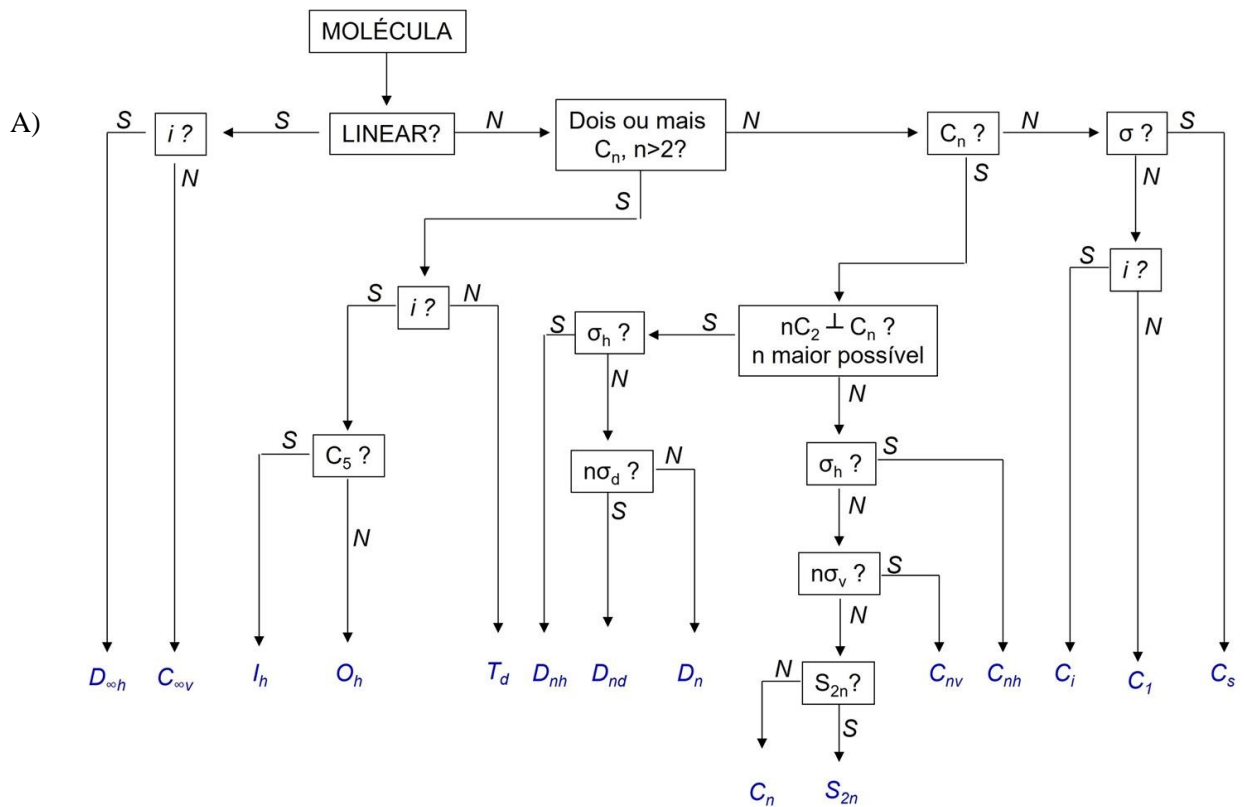 MOLÉCULA
A)
S
i ?
S
LINEAR?
N
Dois ou mais
Cₙ, n>2?
N
Cₙ ?
N
σ ?
S
N
S
S
N
S
i ?
S
i ?
N
S
σₕ ?
S
nC₂ ⊥ Cₙ ?
n maior possível
N
N
N
S
C₅ ?
nσd ?
N
σₕ ?
S
S
N
N
nσᵥ ?
S
N
D∞h
C∞v
Iₕ
Oₕ
Td
Dnh
Dnd
Dn
N
S₂ₙ?
Cnv
Cnh
Ci
C1
Cs
S
Cn
S2n